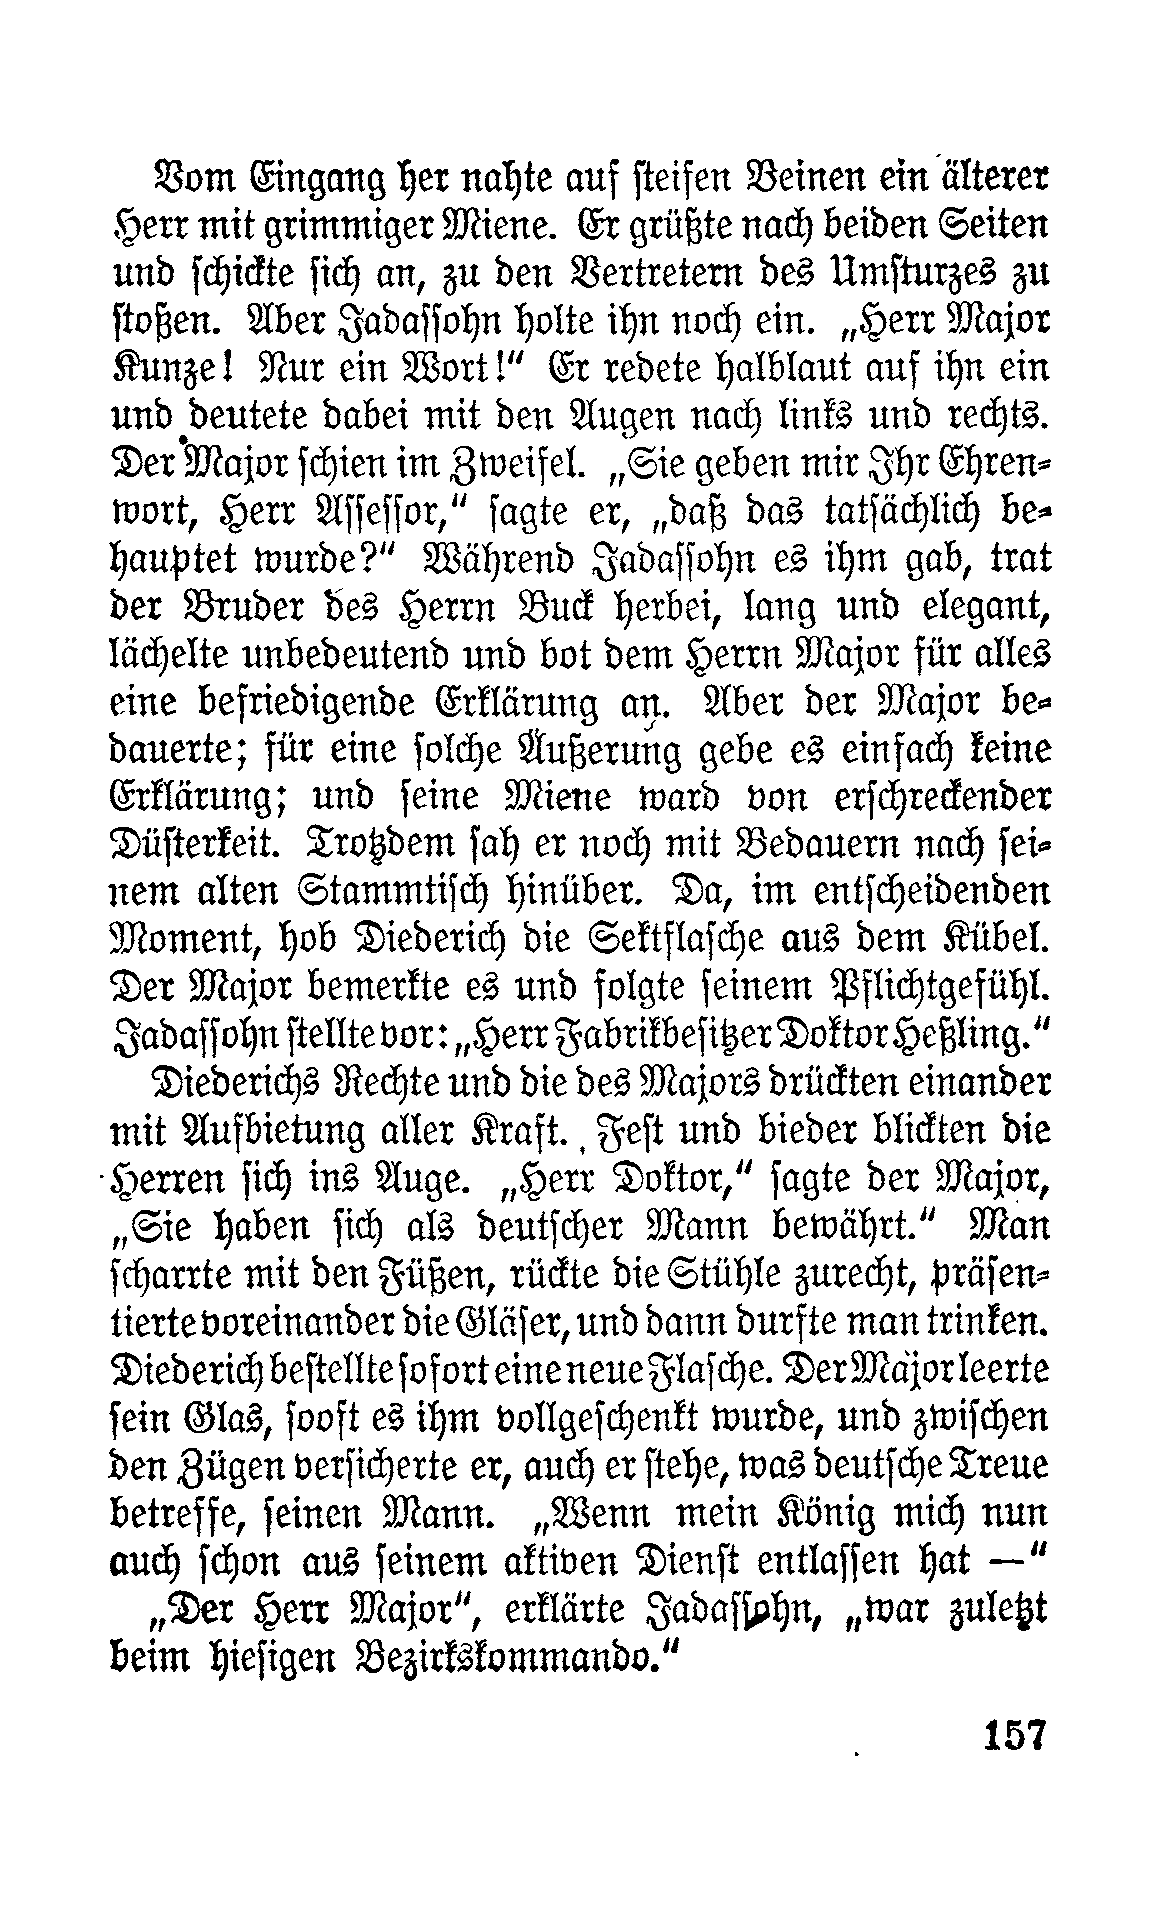 Vom Eingang her nahte auf steifen Beinen ein älterer
Herr mit grimmiger Miene. Er grüßte nach beiden Seiten
und schickte sich an, zu den Vertretern des Umsturzes zu
stoßen. Aber Jadassohn holte ihn noch ein. „Herr Major
Kunze! Nur ein Wort!“ Er redete halblaut auf ihn ein
und deutete dabei mit den Augen nach links und rechts.
Der Major schien im Zweifel. „Sie geben mir Ihr Ehren-
wort, Herr Assessor,“ sagte er, „daß das tatsächlich be-
hauptet wurde?“ Während Jadassohn es ihm gab, trat
der Bruder des Herrn Buck herbei, lang und elegant,
lächelte unbedeutend und bot dem Herrn Major für alles
eine befriedigende Erklärung an. Aber der Major be-
dauerte; für eine solche Äußerung gebe es einfach keine
Erklärung; und seine Miene ward von erschreckender
Düsterkeit. Trotzdem sah er noch mit Bedauern nach sei-
nem alten Stammtisch hinüber. Da, im entscheidenden
Moment, hob Diederich die Sektflasche aus dem Kübel.
Der Major bemerkte es und folgte seinem Pflichtgefühl.
Jadassohn stellte vor: „Herr Fabrikbesitzer Doktor Heßling.“
Diederichs Rechte und die des Majors drückten einander
mit Aufbietung aller Kraft. Fest und bieder blickten die
Herren sich ins Auge. „Herr Doktor,“ sagte der Major,
„Sie haben sich als deutscher Mann bewährt.“ Man
scharrte mit den Füßen, rückte die Stühle zurecht, präsen-
tierte voreinander die Gläser, und dann durfte man trinken.
Diederich bestellte sofort eine neue Flasche. Der Major leerte
sein Glas, sooft es ihm vollgeschenkt wurde, und zwischen
den Zügen versicherte er, auch er stehe, was deutsche Treue
betreffe, seinen Mann. „Wenn mein König mich nun
auch schon aus seinem aktiven Dienst entlassen hat —“
„Der Herr Major“, erklärte Jadassohn, „war zuletzt
beim hiesigen Bezirkskommando.“
157